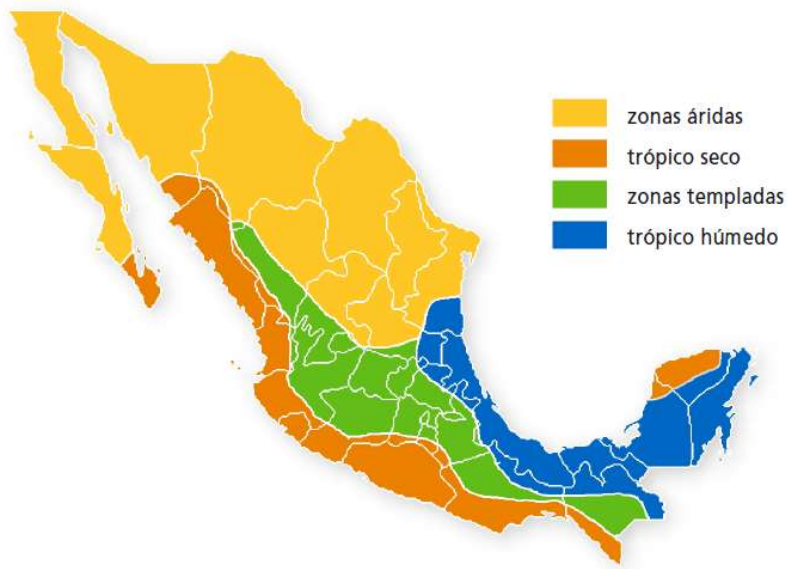 zonas áridas
trópico seco
zonas templadas
trópico húmedo